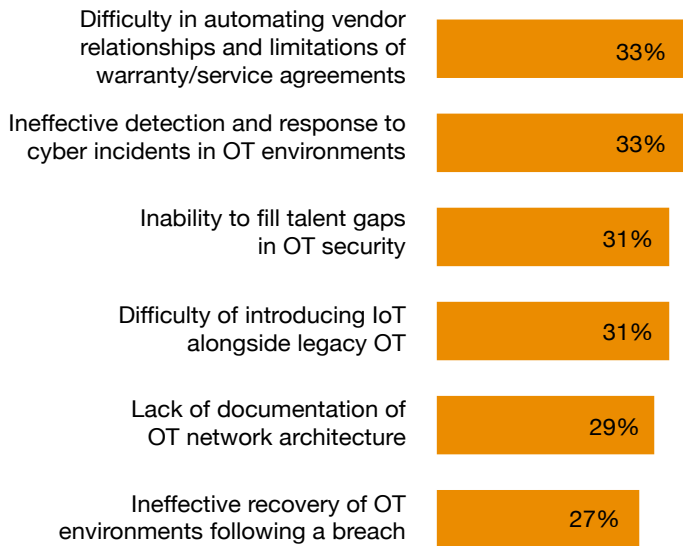 Difficulty in automating vendor
relationships and limitations of
warranty/service agreements
33%
Ineffective detection and response to
cyber incidents in OT environments
33%
Inability to fill talent gaps
in OT security
31%
Difficulty of introducing IoT
alongside legacy OT
31%
Lack of documentation of
OT network architecture
29%
Ineffective recovery of OT
environments following a breach
27%